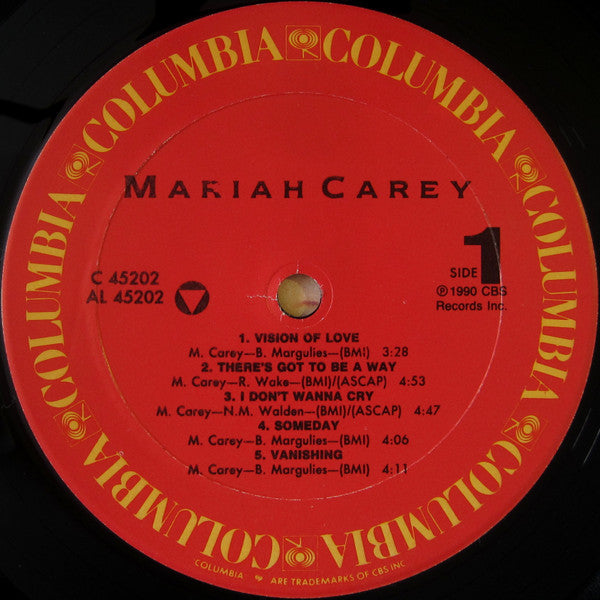 COLUMBIA COLUMBIA COLUMBIA COLUMBIA COLUMBIA COLUMBIA COLUMBIA
MARIAH CAREY
C 45202
AL 45202
SIDE 1
℗ 1990 CBS
Records Inc.
1. VISION OF LOVE
M. Carey—B. Margulies—(BMI) 3:28
2. THERE'S GOT TO BE A WAY
M. Carey—R. Wake—(BMI)/(ASCAP) 4:53
3. I DON'T WANNA CRY
M. Carey—N.M. Walden—(BMI)/(ASCAP) 4:47
4. SOMEDAY
M. Carey—B. Margulies—(BMI) 4:06
5. VANISHING
M. Carey—B. Margulies—(BMI) 4:11
COLUMBIA ARE TRADEMARKS OF CBS INC